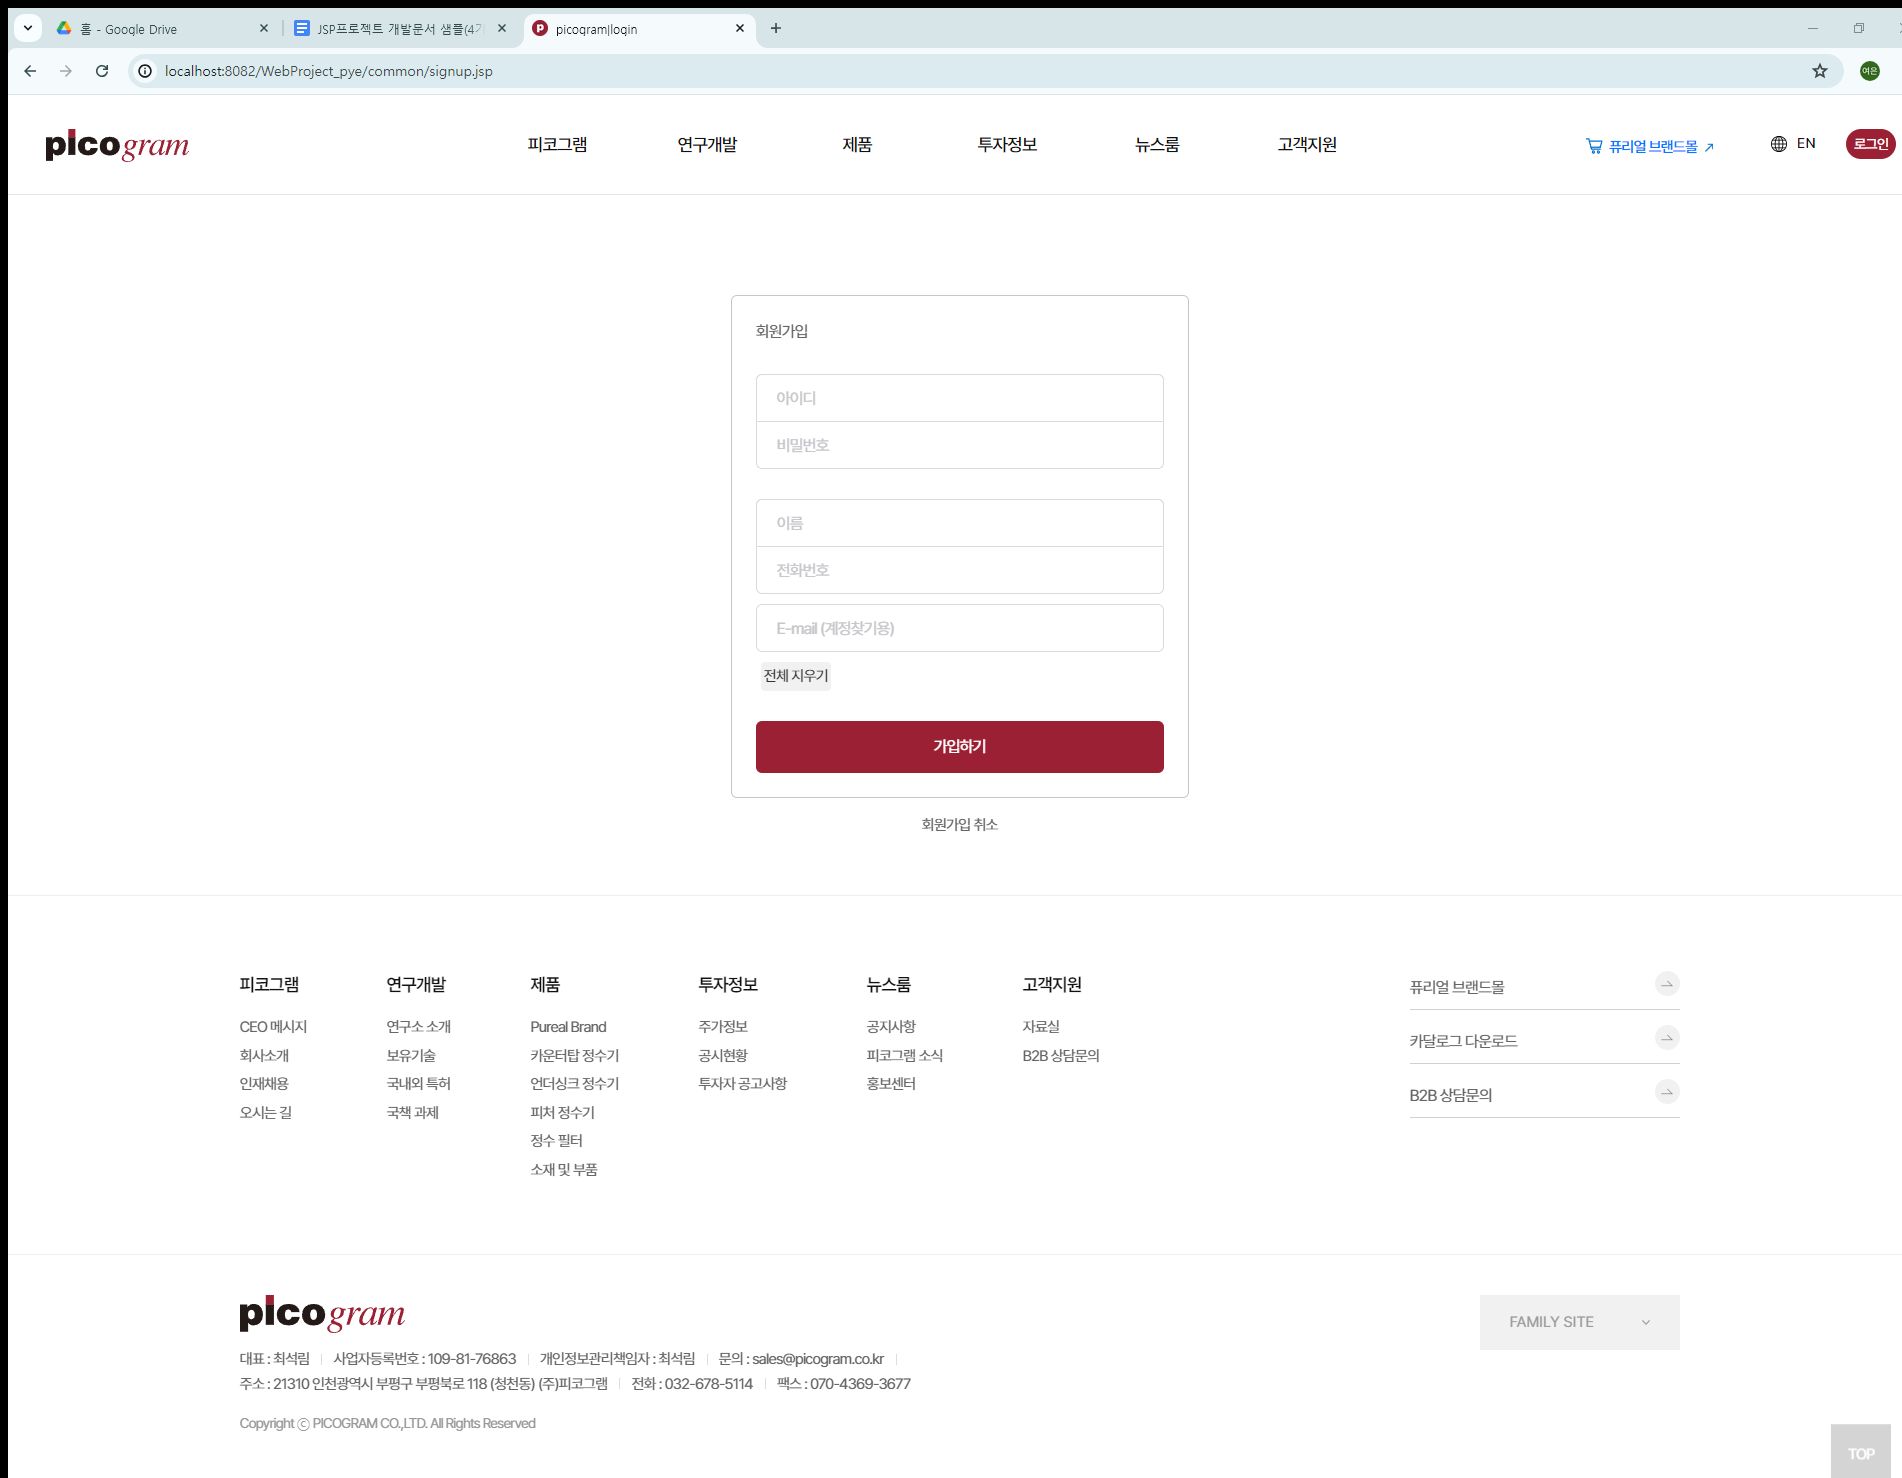 홈 - Google Drive
JSP프로젝트 개발문서 샘플(4기
picogram|login
localhost:8082/WebProject_pye/common/signup.jsp
여은
picogram
피코그램 연구개발 제품 투자정보 뉴스룸 고객지원
퓨리얼 브랜드몰
EN
로그인
회원가입
아이디
비밀번호
이름
전화번호
E-mail (계정찾기용)
전체 지우기
가입하기
회원가입 취소
피코그램
CEO 메시지
회사소개
인재채용
오시는 길
연구개발
연구소 소개
보유기술
국내외 특허
국책 과제
제품
Pureal Brand
카운터탑 정수기
언더싱크 정수기
피처 정수기
정수 필터
소재 및 부품
투자정보
주가정보
공시현황
투자자 공고사항
뉴스룸
공지사항
피코그램 소식
홍보센터
고객지원
자료실
B2B 상담문의
퓨리얼 브랜드몰
카달로그 다운로드
B2B 상담문의
picogram
FAMILY SITE
대표 : 최석림 사업자등록번호 : 109-81-76863 개인정보관리책임자 : 최석림 문의 : sales@picogram.co.kr
주소 : 21310 인천광역시 부평구 부평북로 118 (청천동) (주)피코그램 전화 : 032-678-5114 팩스 : 070-4369-3677
Copyright ⓒ PICOGRAM CO.,LTD. All Rights Reserved
TOP